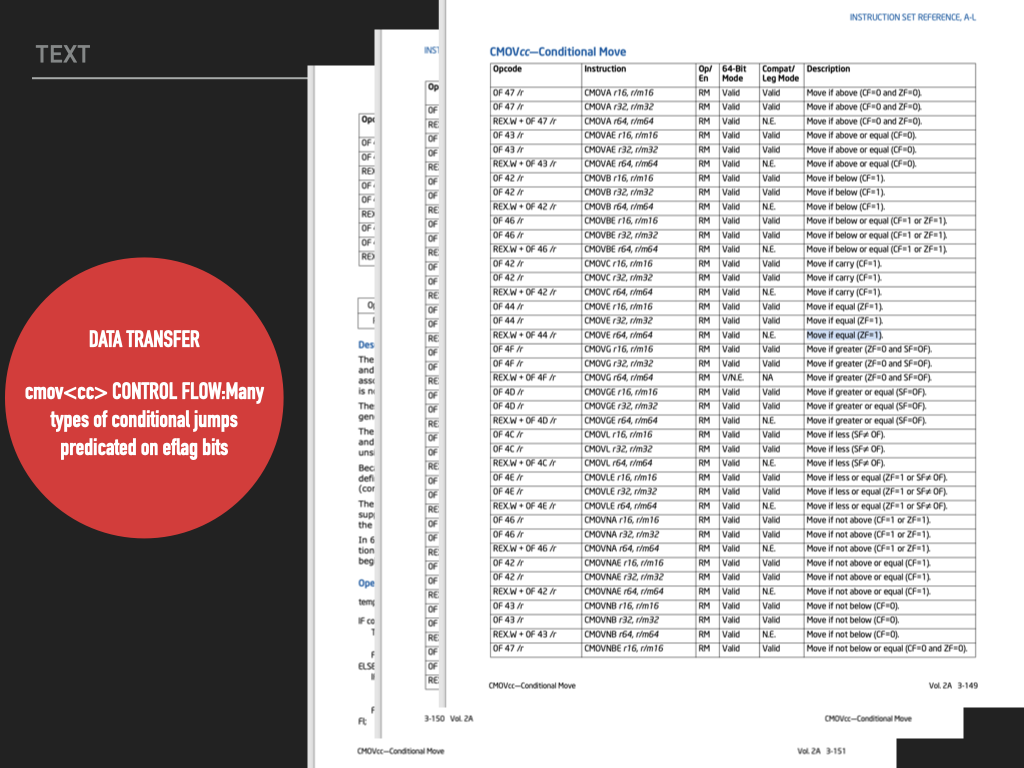 TEXT
DATA TRANSFER
cmov<cc> CONTROL FLOW:Many
types of conditional jumps
predicated on eflag bits
INSTRUCTION SET REFERENCE, A-L
CMOVcc—Conditional Move
Opcode Instruction Op/ En 64-Bit Mode Compat/ Leg Mode Description
0F 47 /r CMOVA r16, r/m16 RM Valid Valid Move if above (CF=0 and ZF=0).
0F 47 /r CMOVA r32, r/m32 RM Valid Valid Move if above (CF=0 and ZF=0).
REX.W + 0F 47 /r CMOVA r64, r/m64 RM Valid N.E. Move if above (CF=0 and ZF=0).
0F 43 /r CMOVAE r16, r/m16 RM Valid Valid Move if above or equal (CF=0).
0F 43 /r CMOVAE r32, r/m32 RM Valid Valid Move if above or equal (CF=0).
REX.W + 0F 43 /r CMOVAE r64, r/m64 RM Valid N.E. Move if above or equal (CF=0).
0F 42 /r CMOVB r16, r/m16 RM Valid Valid Move if below (CF=1).
0F 42 /r CMOVB r32, r/m32 RM Valid Valid Move if below (CF=1).
REX.W + 0F 42 /r CMOVB r64, r/m64 RM Valid N.E. Move if below (CF=1).
0F 46 /r CMOVBE r16, r/m16 RM Valid Valid Move if below or equal (CF=1 or ZF=1).
0F 46 /r CMOVBE r32, r/m32 RM Valid Valid Move if below or equal (CF=1 or ZF=1).
REX.W + 0F 46 /r CMOVBE r64, r/m64 RM Valid N.E. Move if below or equal (CF=1 or ZF=1).
0F 42 /r CMOVC r16, r/m16 RM Valid Valid Move if carry (CF=1).
0F 42 /r CMOVC r32, r/m32 RM Valid Valid Move if carry (CF=1).
REX.W + 0F 42 /r CMOVC r64, r/m64 RM Valid N.E. Move if carry (CF=1).
0F 44 /r CMOVE r16, r/m16 RM Valid Valid Move if equal (ZF=1).
0F 44 /r CMOVE r32, r/m32 RM Valid Valid Move if equal (ZF=1).
REX.W + 0F 44 /r CMOVE r64, r/m64 RM Valid N.E. Move if equal (ZF=1).
0F 4F /r CMOVG r16, r/m16 RM Valid Valid Move if greater (ZF=0 and SF=OF).
0F 4F /r CMOVG r32, r/m32 RM Valid Valid Move if greater (ZF=0 and SF=OF).
REX.W + 0F 4F /r CMOVG r64, r/m64 RM V/N.E. NA Move if greater (ZF=0 and SF=OF).
0F 4D /r CMOVGE r16, r/m16 RM Valid Valid Move if greater or equal (SF=OF).
0F 4D /r CMOVGE r32, r/m32 RM Valid Valid Move if greater or equal (SF=OF).
REX.W + 0F 4D /r CMOVGE r64, r/m64 RM Valid N.E. Move if greater or equal (SF=OF).
0F 4C /r CMOVL r16, r/m16 RM Valid Valid Move if less (SF≠ OF).
0F 4C /r CMOVL r32, r/m32 RM Valid Valid Move if less (SF≠ OF).
REX.W + 0F 4C /r CMOVL r64, r/m64 RM Valid N.E. Move if less (SF≠ OF).
0F 4E /r CMOVLE r16, r/m16 RM Valid Valid Move if less or equal (ZF=1 or SF≠ OF).
0F 4E /r CMOVLE r32, r/m32 RM Valid Valid Move if less or equal (ZF=1 or SF≠ OF).
REX.W + 0F 4E /r CMOVLE r64, r/m64 RM Valid N.E. Move if less or equal (ZF=1 or SF≠ OF).
0F 46 /r CMOVNA r16, r/m16 RM Valid Valid Move if not above (CF=1 or ZF=1).
0F 46 /r CMOVNA r32, r/m32 RM Valid Valid Move if not above (CF=1 or ZF=1).
REX.W + 0F 46 /r CMOVNA r64, r/m64 RM Valid N.E. Move if not above (CF=1 or ZF=1).
0F 42 /r CMOVNAE r16, r/m16 RM Valid Valid Move if not above or equal (CF=1).
0F 42 /r CMOVNAE r32, r/m32 RM Valid Valid Move if not above or equal (CF=1).
REX.W + 0F 42 /r CMOVNAE r64, r/m64 RM Valid N.E. Move if not above or equal (CF=1).
0F 43 /r CMOVNB r16, r/m16 RM Valid Valid Move if not below (CF=0).
0F 43 /r CMOVNB r32, r/m32 RM Valid Valid Move if not below (CF=0).
REX.W + 0F 43 /r CMOVNB r64, r/m64 RM Valid N.E. Move if not below (CF=0).
0F 47 /r CMOVNBE r16, r/m16 RM Valid Valid Move if not below or equal (CF=0 and ZF=0).
CMOVcc—Conditional Move Vol. 2A 3-149
3-150 Vol. 2A CMOVcc—Conditional Move
CMOVcc—Conditional Move Vol. 2A 3-151